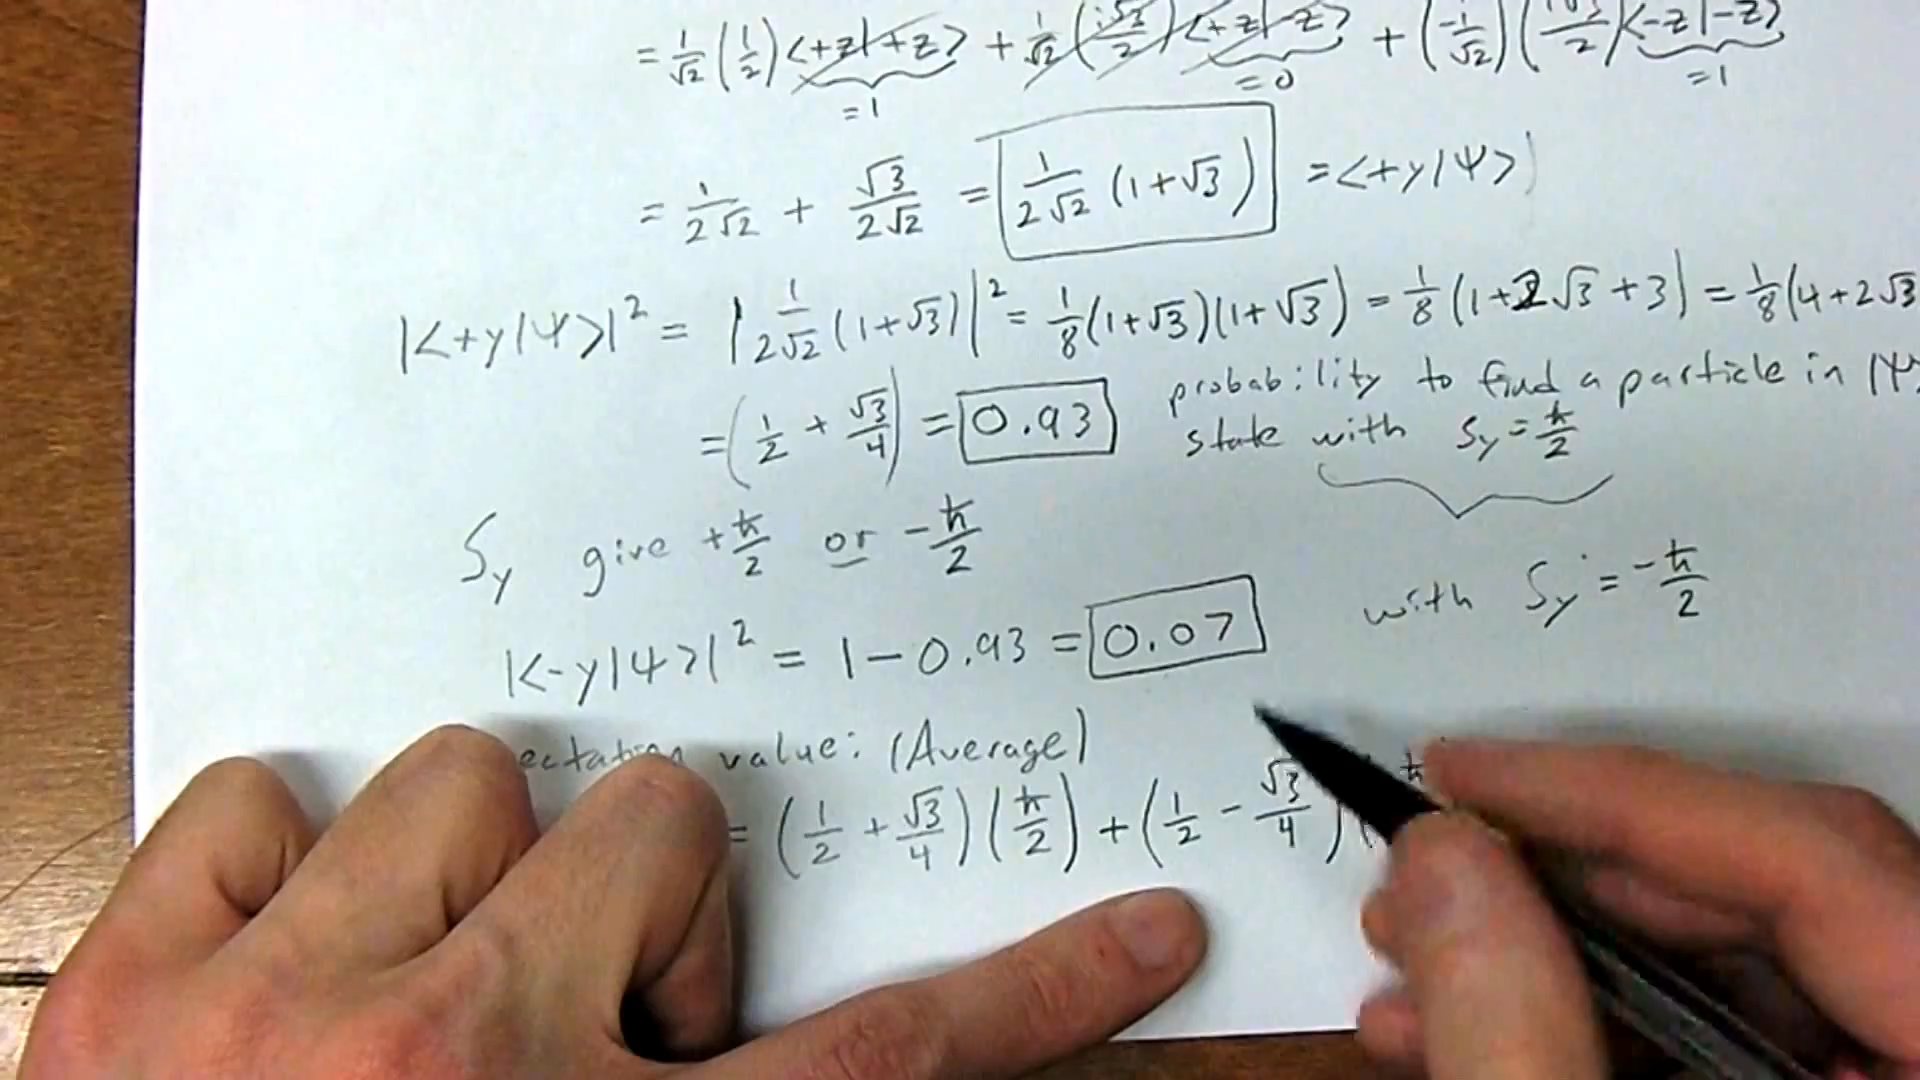 = 1/√2 (1/2) <+z|+z> + 1/√2 (i√3/2) <+z|-z> + (-i/√2) (i√3/2) <-z|-z>
=1 =0 =1
= 1/2√2 + √3/2√2 = 1/2√2 (1+√3) = <+y|Ψ>
|<+y|Ψ>|² = |1/2√2 (1+√3)|² = 1/8 (1+√3)(1+√3) = 1/8 (1+2√3+3) = 1/8 (4+2√3
= (1/2 + √3/4) = 0.93
probability to find a particle in |Ψ>
state with Sy = ħ/2
Sy give +ħ/2 or -ħ/2
with Sy = -ħ/2
|<-y|Ψ>|² = 1-0.93 = 0.07
value: (Average)
= (1/2 + √3/4)(ħ/2) + (1/2 - √3/4)( ħ